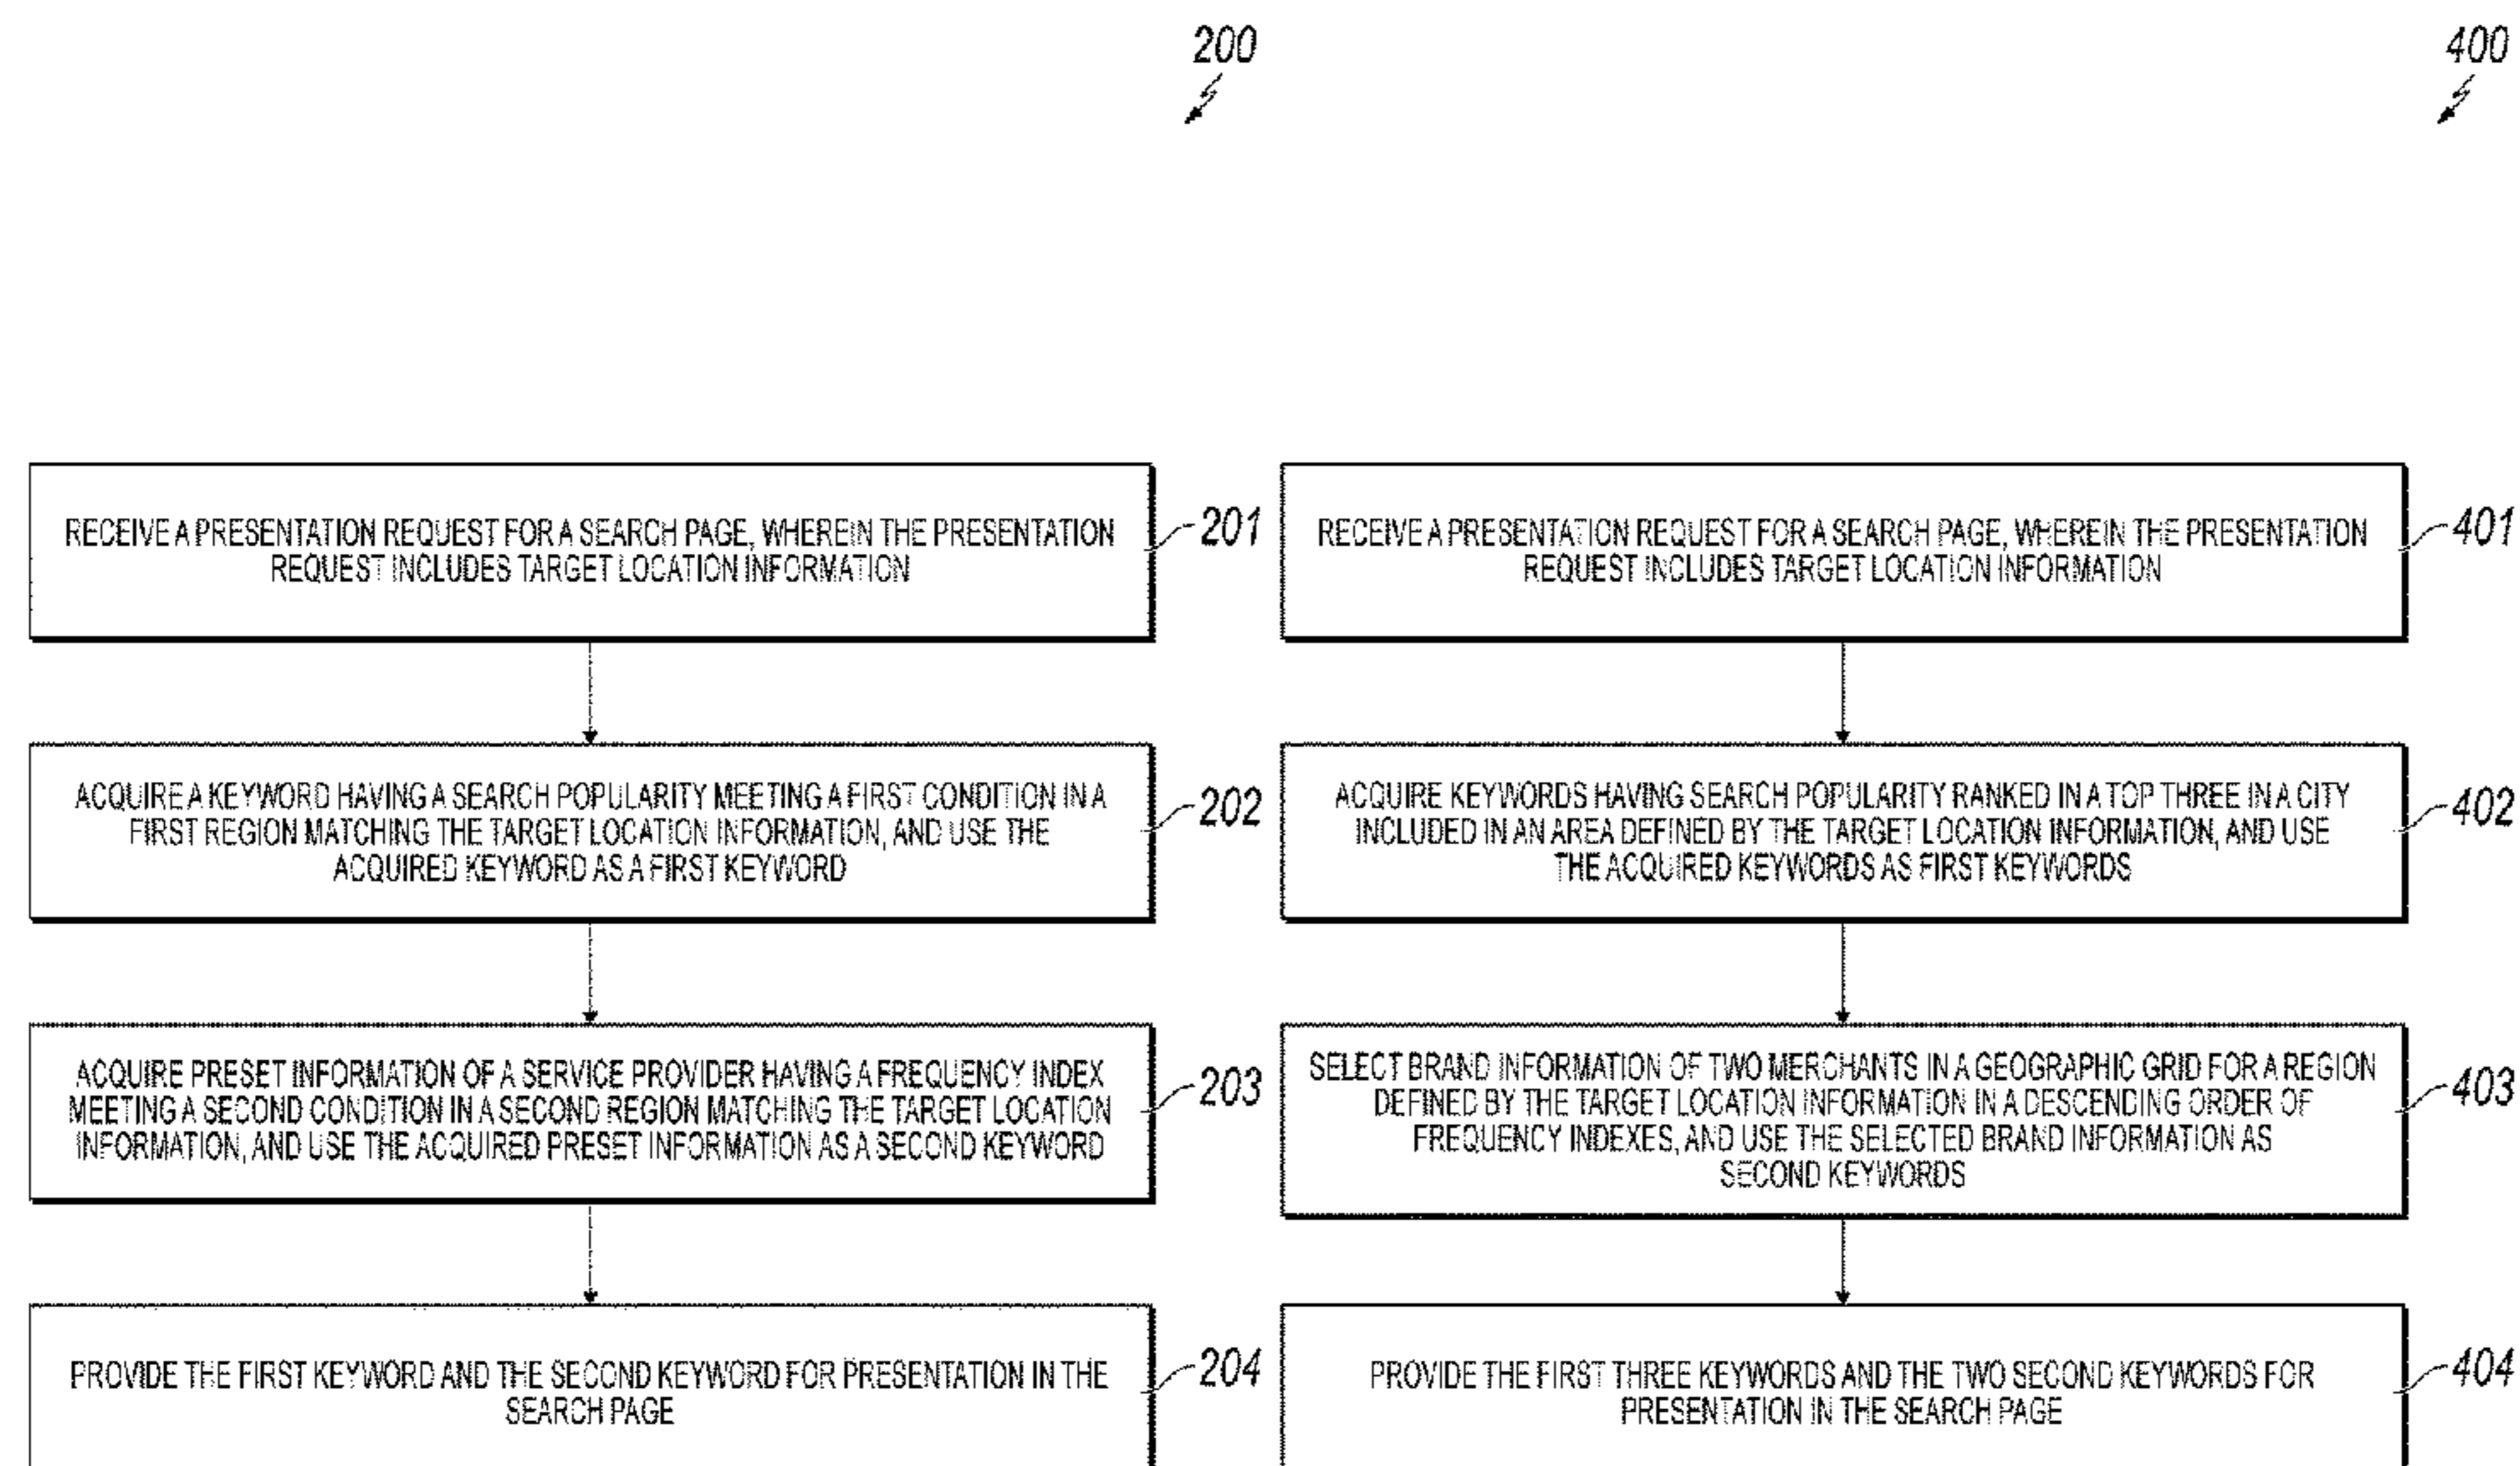 200
RECEIVE A PRESENTATION REQUEST FOR A SEARCH PAGE, WHEREIN THE PRESENTATION
REQUEST INCLUDES TARGET LOCATION INFORMATION
201
ACQUIRE A KEYWORD HAVING A SEARCH POPULARITY MEETING A FIRST CONDITION IN A
FIRST REGION MATCHING THE TARGET LOCATION INFORMATION, AND USE THE
ACQUIRED KEYWORD AS A FIRST KEYWORD
202
ACQUIRE PRESET INFORMATION OF A SERVICE PROVIDER HAVING A FREQUENCY INDEX
MEETING A SECOND CONDITION IN A SECOND REGION MATCHING THE TARGET LOCATION
INFORMATION, AND USE THE ACQUIRED PRESET INFORMATION AS A SECOND KEYWORD
203
PROVIDE THE FIRST KEYWORD AND THE SECOND KEYWORD FOR PRESENTATION IN THE
SEARCH PAGE
204
400
RECEIVE A PRESENTATION REQUEST FOR A SEARCH PAGE, WHEREIN THE PRESENTATION
REQUEST INCLUDES TARGET LOCATION INFORMATION
401
ACQUIRE KEYWORDS HAVING SEARCH POPULARITY RANKED IN A TOP THREE IN A CITY
INCLUDED IN AN AREA DEFINED BY THE TARGET LOCATION INFORMATION, AND USE
THE ACQUIRED KEYWORDS AS FIRST KEYWORDS
402
SELECT BRAND INFORMATION OF TWO MERCHANTS IN A GEOGRAPHIC GRID FOR A REGION
DEFINED BY THE TARGET LOCATION INFORMATION IN A DESCENDING ORDER OF
FREQUENCY INDEXES, AND USE THE SELECTED BRAND INFORMATION AS
SECOND KEYWORDS
403
PROVIDE THE FIRST THREE KEYWORDS AND THE TWO SECOND KEYWORDS FOR
PRESENTATION IN THE SEARCH PAGE
404